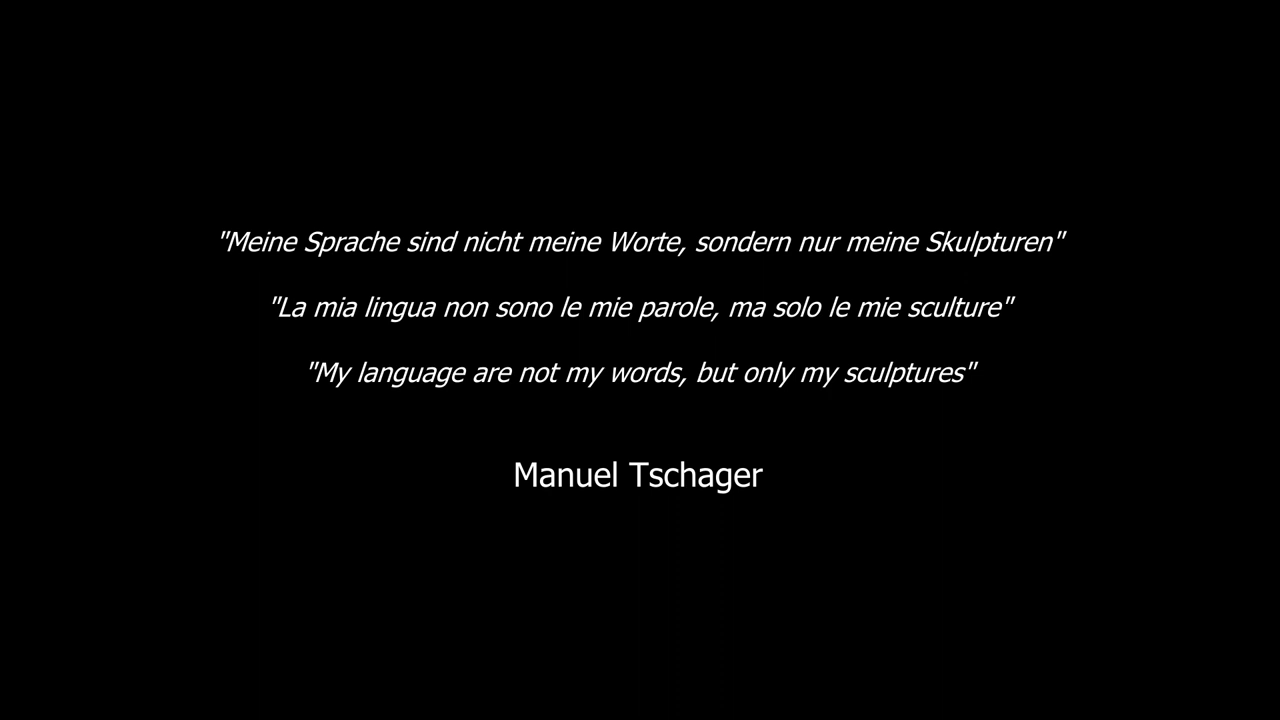 "Meine Sprache sind nicht meine Worte, sondern nur meine Skulpturen"
"La mia lingua non sono le mie parole, ma solo le mie sculture"
"My language are not my words, but only my sculptures"
Manuel Tschager